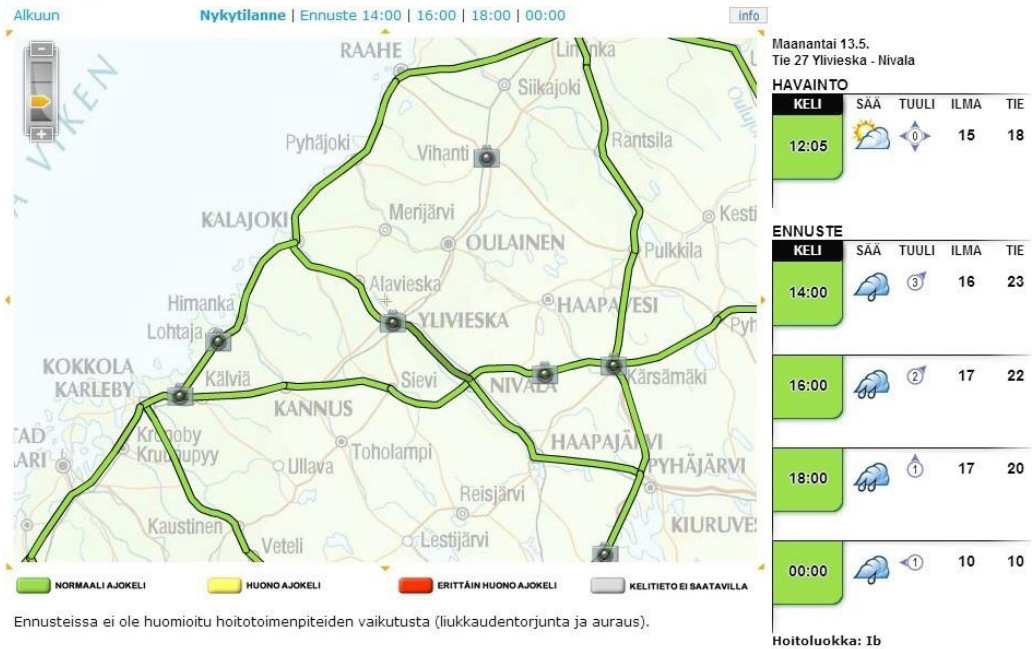 Alkuun
Nykytilanne | Ennuste 14:00 | 16:00 | 18:00 | 00:00
info
VIKEN
RAAHE
Siikajoki
Pyhäjoki
Vihanti
Rantsila
KALAJOKI
Merijärvi
Kesti
OULAINEN
Pulkkila
Alavieska
Himanka
HAAPAVESI
YLIVIESKA
Lohtaja
KOKKOLA
KARLEBY
Kälviä
Sievi
NIVALA
Kärsämäki
KANNUS
HAAPAJÄRVI
Toholampi
Ullava
PYHÄJÄRVI
Reisjärvi
Kaustinen
KIURUVES
Veteli
Lestijärvi
NORMAALI AJOKELI
HUONO AJOKELI
ERITTÄIN HUONO AJOKELI
KELITIETO EI SAATAVILLA
Ennusteissa ei ole huomioitu hoitotoimenpiteiden vaikutusta (liukkaudentorjunta ja auraus).
Maanantai 13.5.
Tie 27 Ylivieska - Nivala
HAVAINTO
KELI SÄÄ TUULI ILMA TIE
12:05 0 15 18
ENNUSTE
KELI SÄÄ TUULI ILMA TIE
14:00 3 16 23
16:00 2 17 22
18:00 1 17 20
00:00 1 10 10
Hoitoluokka: Ib